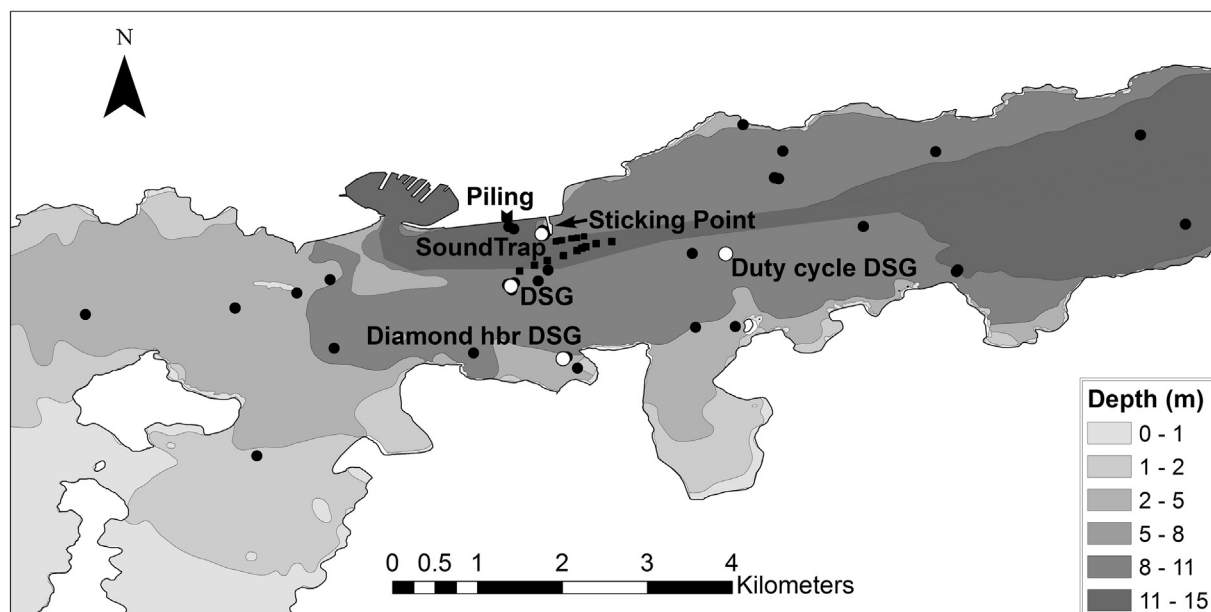 N
Piling
Sticking Point
SoundTrap
Duty cycle DSG
DSG
Diamond hbr DSG
Depth (m)
0 - 1
1 - 2
2 - 5
5 - 8
8 - 11
11 - 15
0 0.5 1 2 3 4
Kilometers